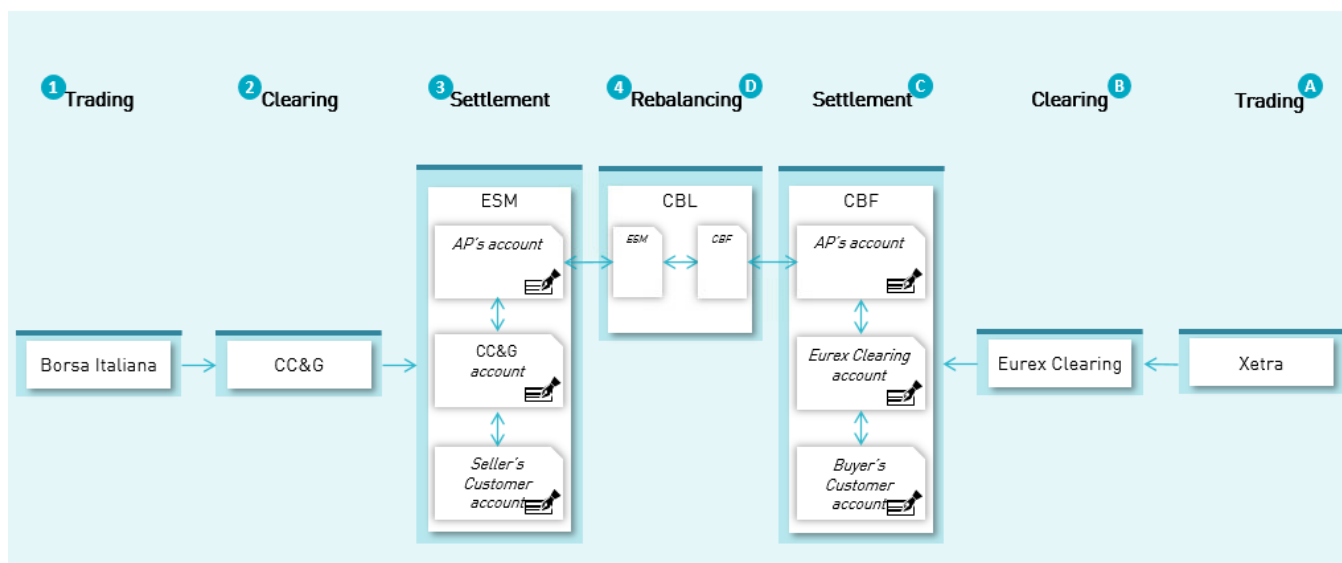 1 Trading
2 Clearing
3 Settlement
4 Rebalancing D
Settlement C
Clearing B
Trading A
ESM
AP´s account
CC&G
account
Seller´s
Customer
account
CBL
ESM
CBF
CBF
AP´s account
Eurex Clearing
account
Buyer´s
Customer
account
Borsa Italiana
CC&G
Eurex Clearing
Xetra